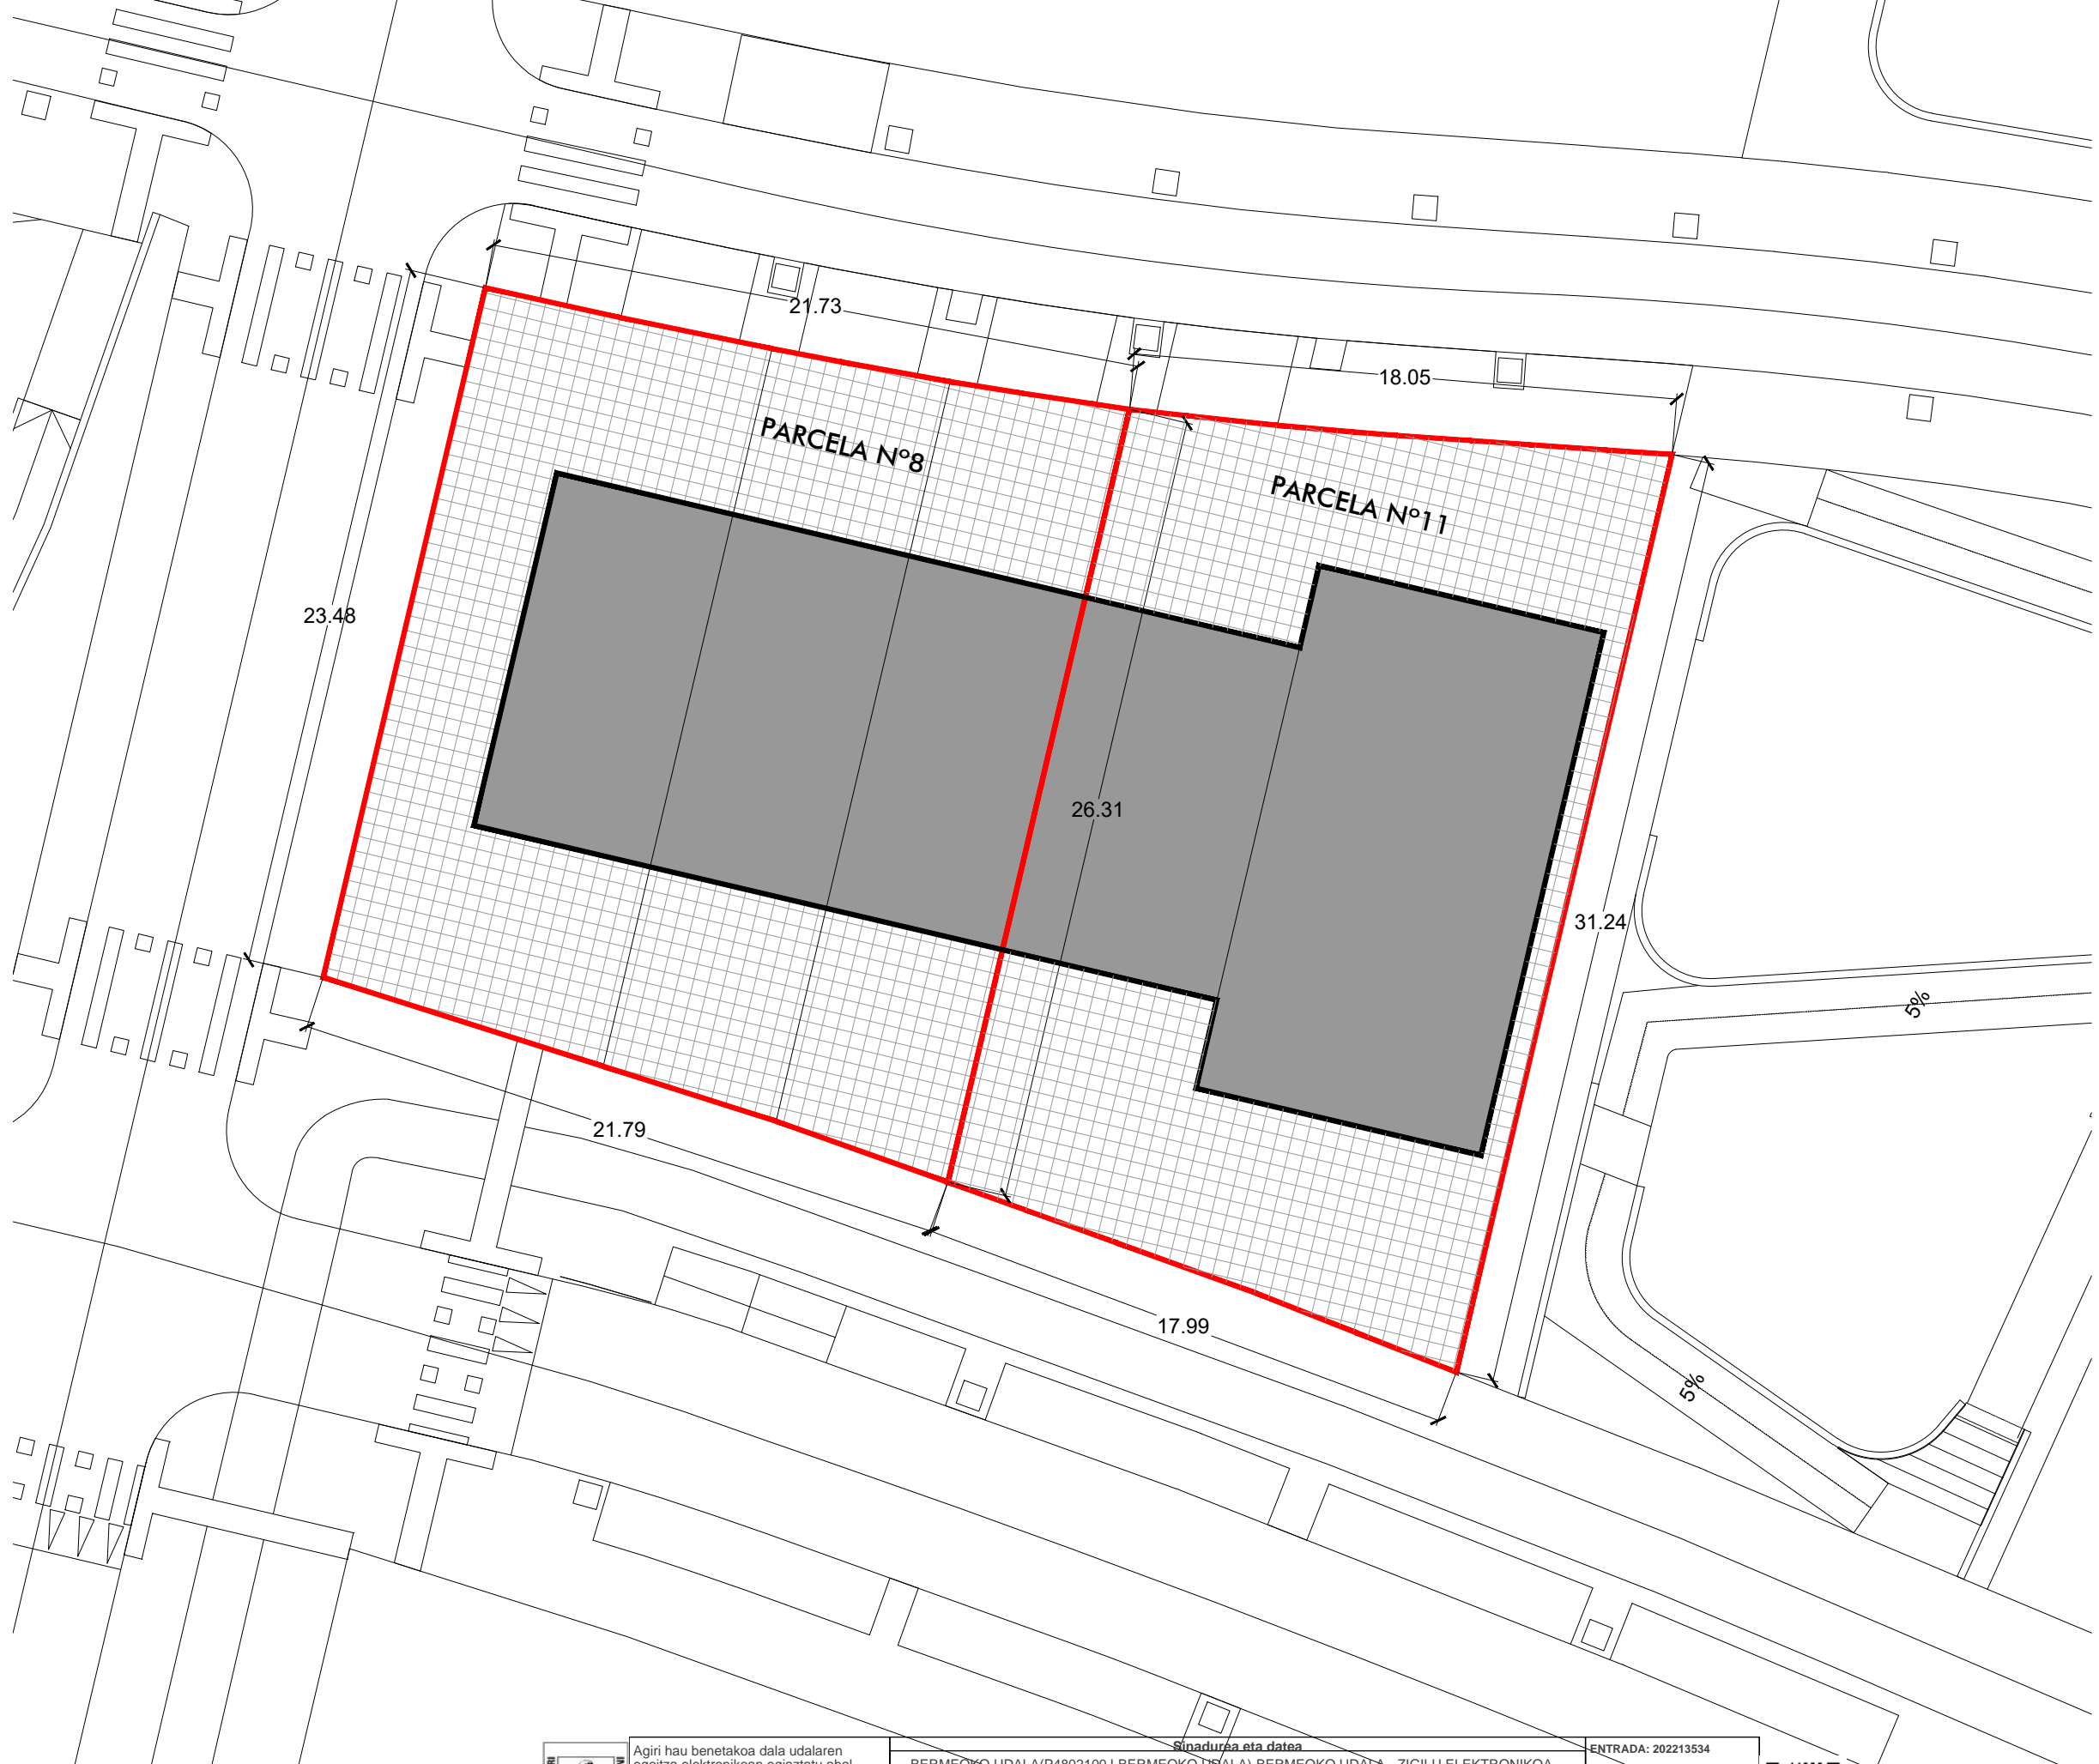 21.73
18.05
PARCELA Nº8
PARCELA Nº11
23.48
26.31
31.24
5%
21.79
17.99
5%
Sinadurea eta datea
Agiri hau benetakoa dala udalaren
ENTRADA: 202213534